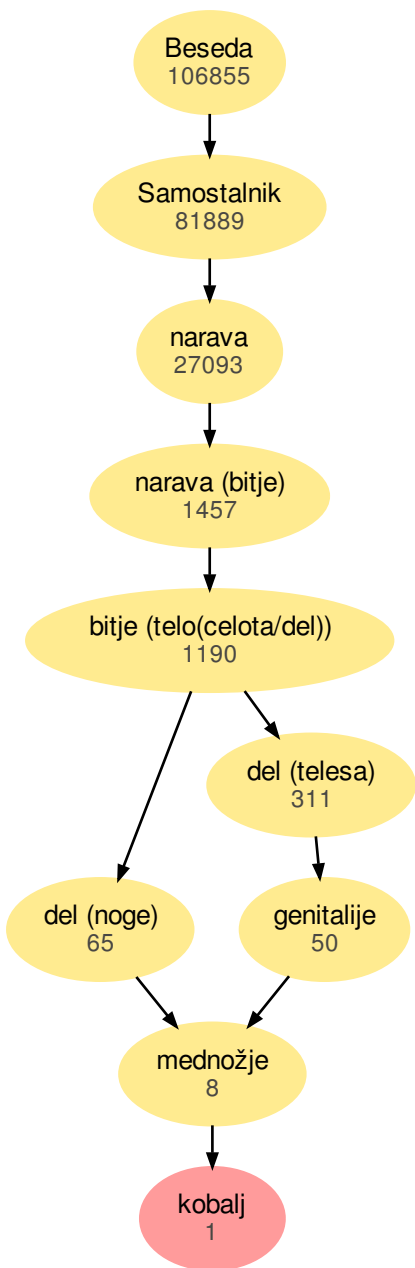 Beseda
106855
Samostalnik
81889
narava
27093
narava (bitje)
1457
bitje (telo(celota/del))
1190
del (telesa)
311
del (noge)
65
genitalije
50
mednožje
8
kobalj
1